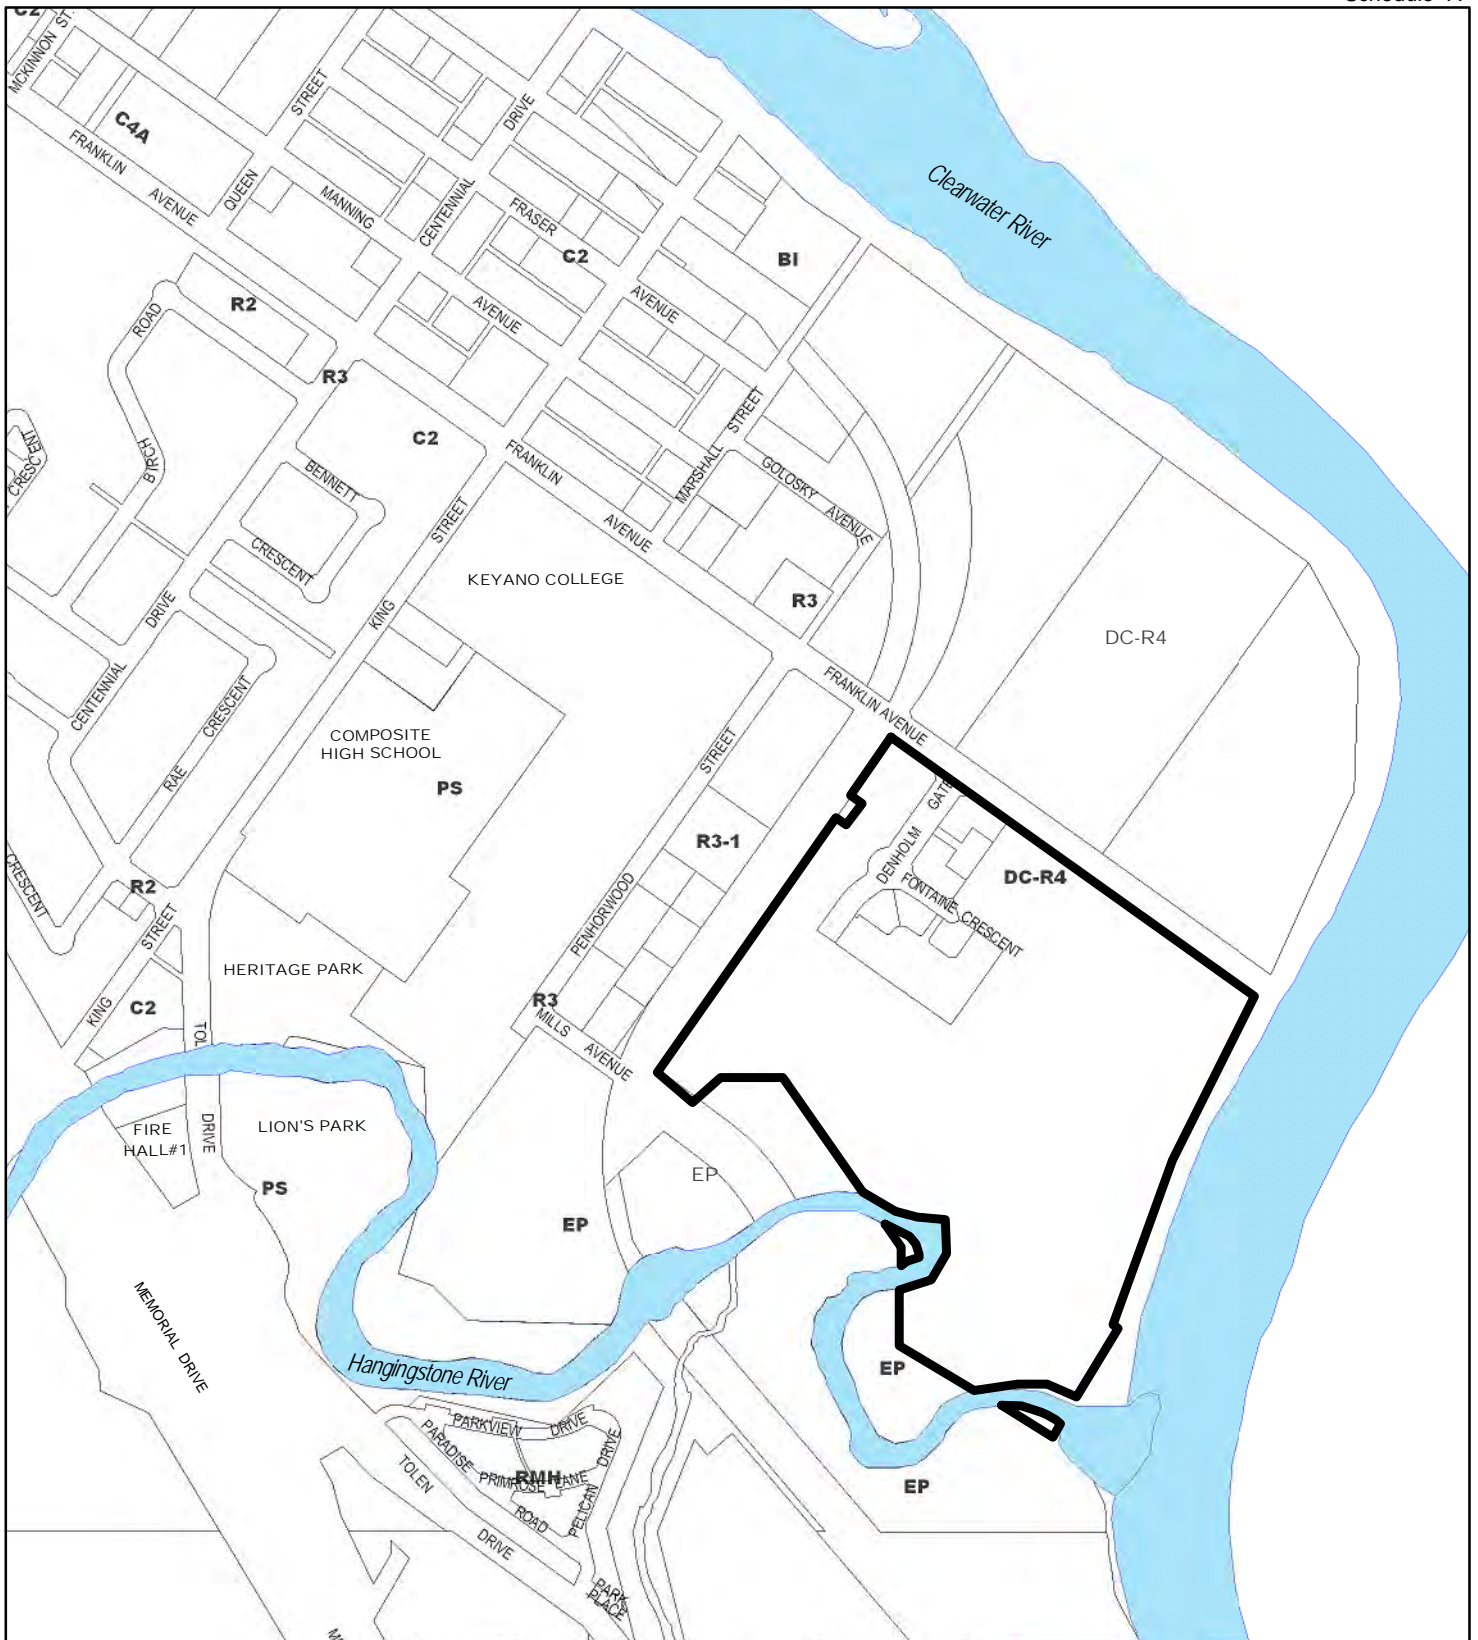 C2
MCKINNON ST.
C4A
FRANKLIN
AVENUE
QUEEN
STREET
MANNING
AVENUE
CENTENNIAL
DRIVE
FRASER
AVENUE
C2
BI
Clearwater River
ROAD
BIRCH
R2
R3
C2
CRESCENT
BENNETT
CRESCENT
FRANKLIN
AVENUE
MARSHALL
STREET
GOLOSKY
AVENUE
KING
STREET
KEYANO COLLEGE
R3
DC-R4
CENTENNIAL
DRIVE
RAE
CRESCENT
COMPOSITE
HIGH SCHOOL
PS
FRANKLIN AVENUE
PENHORWOOD
STREET
R3-1
DENHOLM
GATE
FONTAINE CRESCENT
DC-R4
CRESCENT
R2
KING
STREET
C2
HERITAGE PARK
R3
MILLS
AVENUE
TOL
DRIVE
FIRE
HALL#1
LION'S PARK
PS
EP
EP
MEMORIAL DRIVE
Hangingstone River
EP
PARKVIEW
DRIVE
PARADISE
ROAD
PRIMROSE LANE
RMH
PELICAN
DRIVE
TOLEN
DRIVE
EP
PARK
PLACE